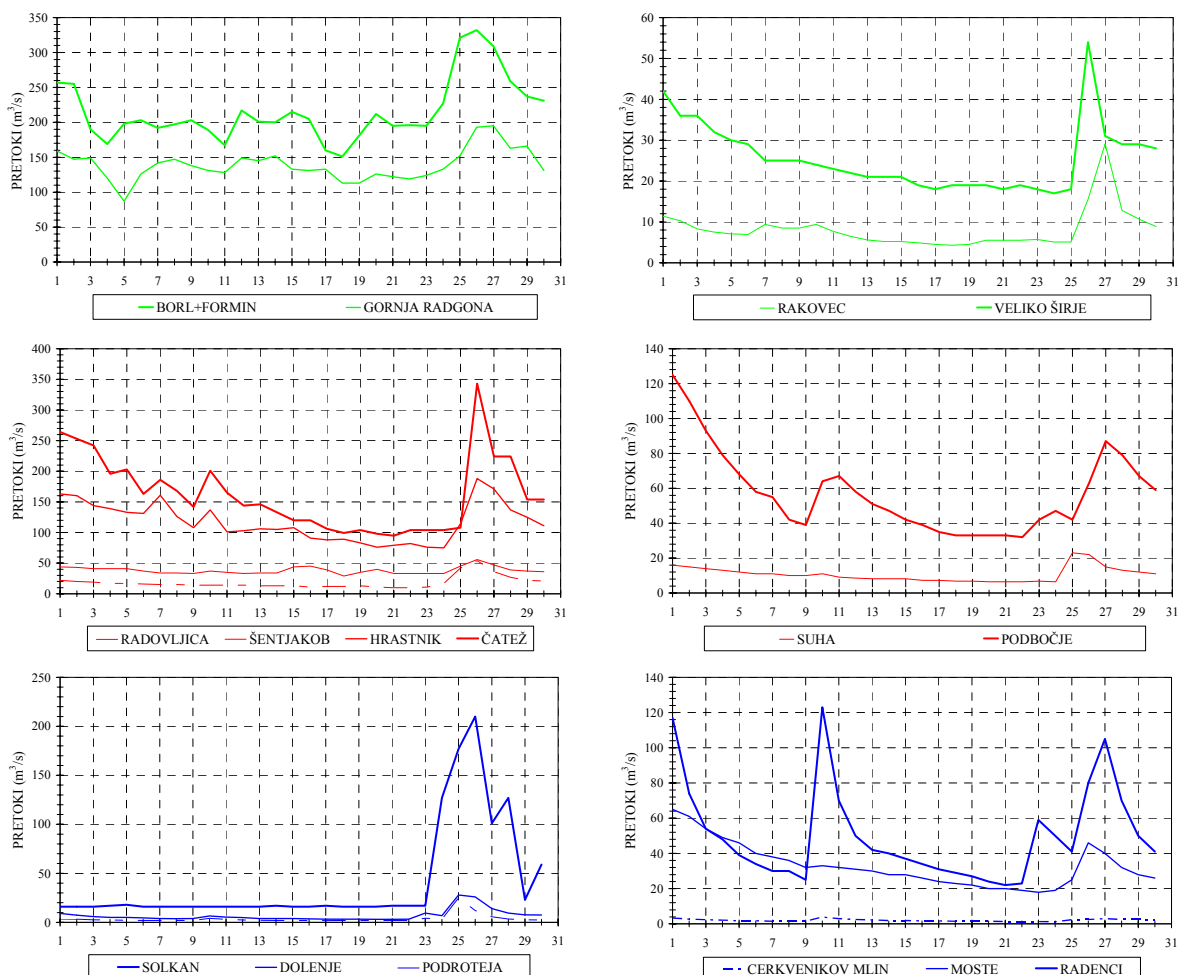 PRETOKI (m³/s)
350
300
250
200
150
100
50
0
1 3 5 7 9 11 13 15 17 19 21 23 25 27 29 31
BORL+FORMIN GORNJA RADGONA
PRETOKI (m³/s)
60
50
40
30
20
10
0
1 3 5 7 9 11 13 15 17 19 21 23 25 27 29 31
RAKOVEC VELIKO ŠIRJE
PRETOKI (m³/s)
400
350
300
250
200
150
100
50
0
1 3 5 7 9 11 13 15 17 19 21 23 25 27 29 31
RADOVLJICA ŠENTJAKOB HRASTNIK ČATEŽ
PRETOKI (m³/s)
140
120
100
80
60
40
20
0
1 3 5 7 9 11 13 15 17 19 21 23 25 27 29 31
SUHA PODBOČJE
PRETOKI (m³/s)
250
200
150
100
50
0
1 3 5 7 9 11 13 15 17 19 21 23 25 27 29 31
SOLKAN DOLENJE PODROTEJA
PRETOKI (m³/s)
140
120
100
80
60
40
20
0
1 3 5 7 9 11 13 15 17 19 21 23 25 27 29 31
CERKVENIKOV MLIN MOSTE RADENCI